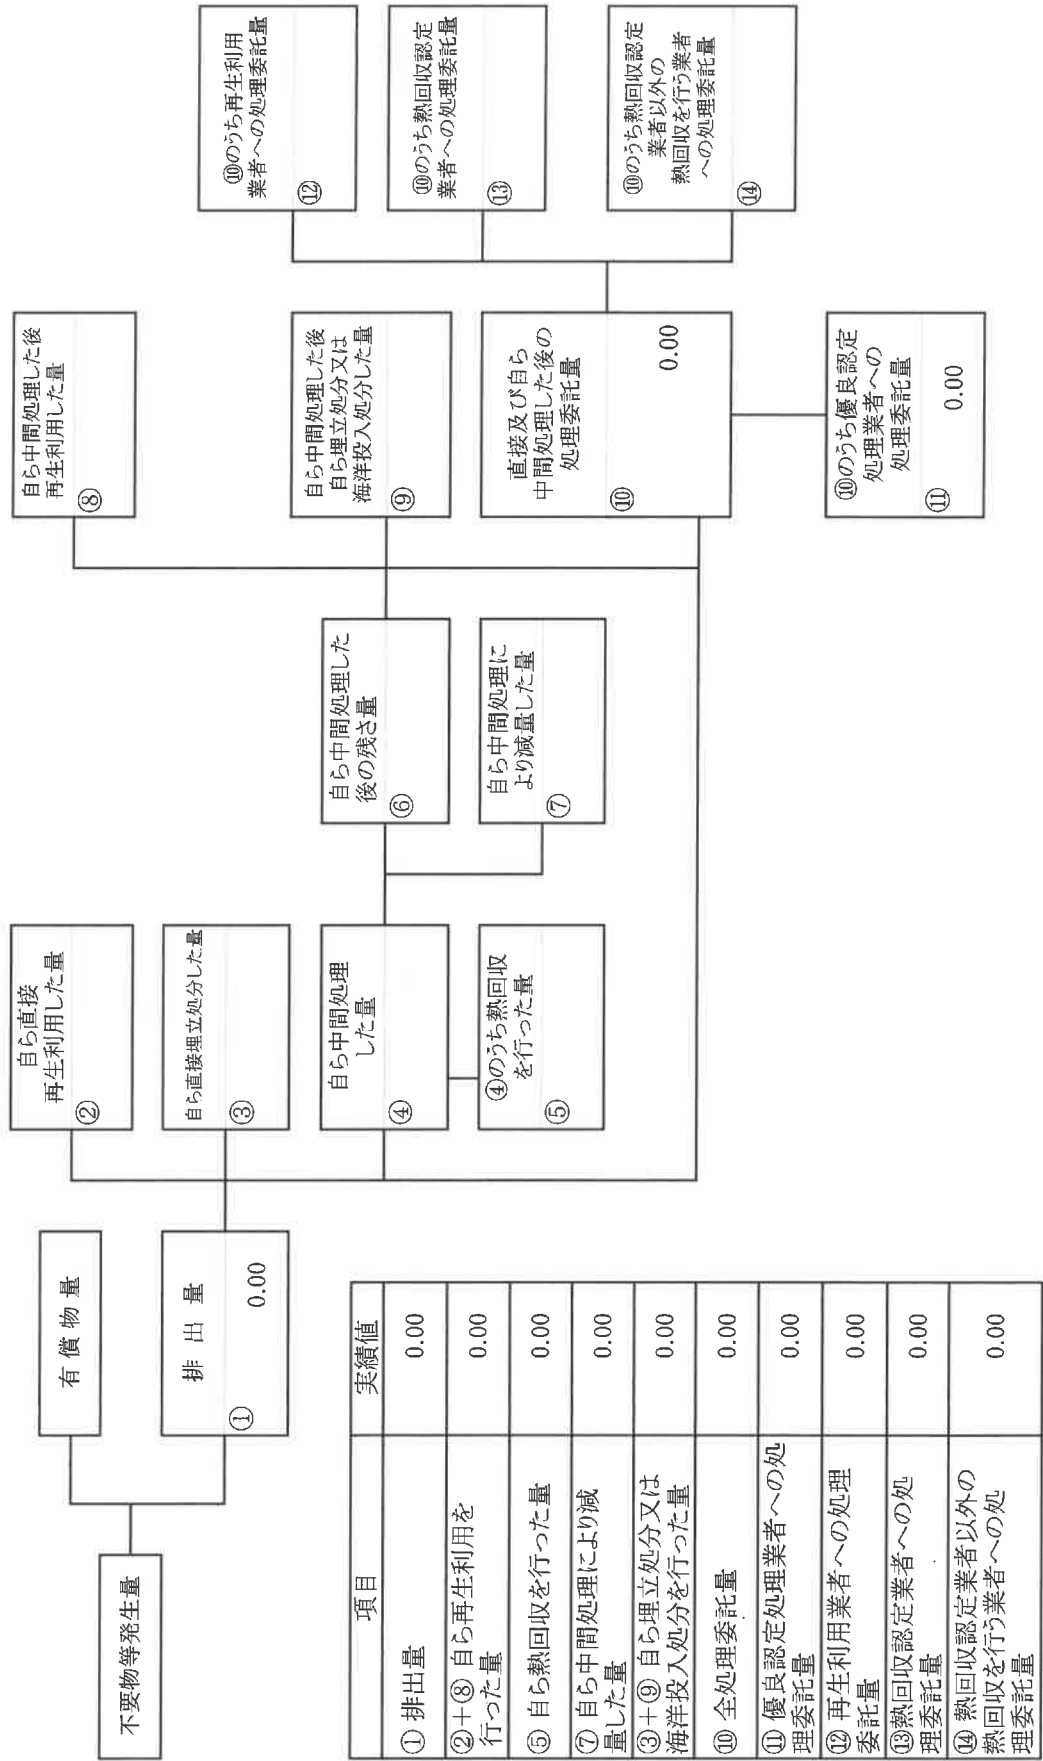 不要物等発生量
有償物量
排出量
①
0.00
自ら直接
再生利用した量
②
自ら直接埋立処分した量
③
自ら中間処理
した量
④
④のうち熱回収
を行った量
⑤
自ら中間処理した
後の残さ量
⑥
自ら中間処理に
より減量した量
⑦
自ら中間処理した後
再生利用した量
⑧
自ら中間処理した後
自ら埋立処分又は
海洋投入処分した量
⑨
直接及び自ら
中間処理した後の
処理委託量
⑩
0.00
⑩のうち優良認定
処理業者への
処理委託量
⑪
0.00
⑩のうち再生利用
業者への処理委託量
⑫
⑩のうち熱回収認定
業者への処理委託量
⑬
⑩のうち熱回収認定
業者以外の
熱回収を行う業者
への処理委託量
⑭
項目 実績値
① 排出量 0.00
②+⑧ 自ら再生利用を
行った量 0.00
⑤ 自ら熱回収を行った量 0.00
⑦ 自ら中間処理により減
量した量 0.00
③+⑨ 自ら埋立処分又は
海洋投入処分を行った量 0.00
⑩ 全処理委託量 0.00
⑪ 優良認定処理業者への処
理委託量 0.00
⑫ 再生利用業者への処理
委託量 0.00
⑬熱回収認定業者への処
理委託量 0.00
⑭ 熱回収認定業者以外の
熱回収を行う業者への処
理委託量 0.00